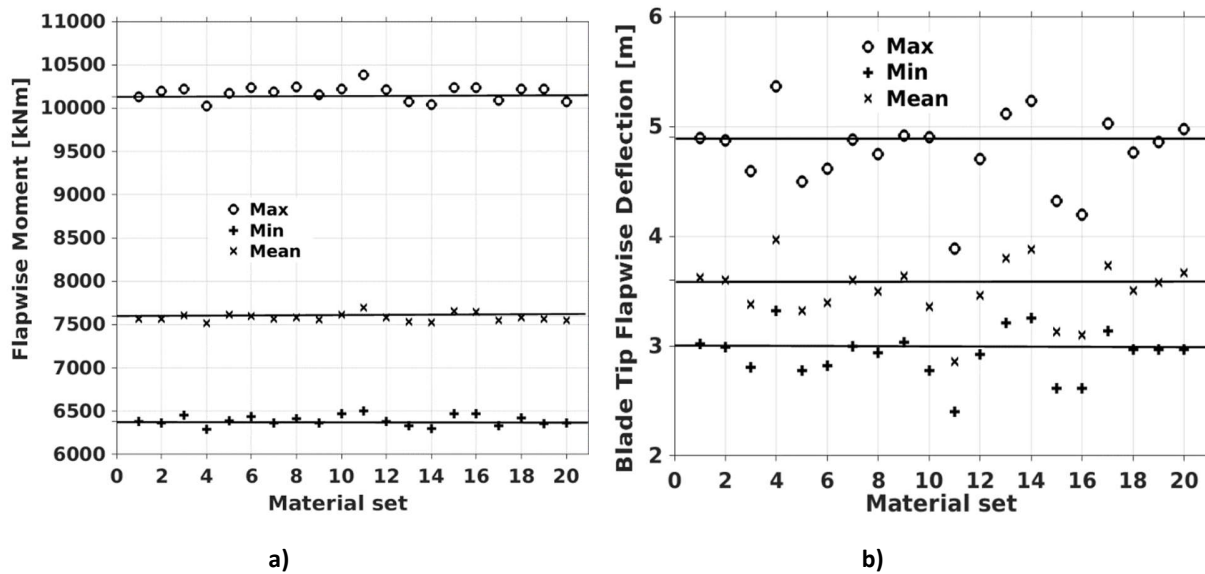 11000
10500
10000
9500
9000
8500
8000
7500
7000
6500
6000
Flapwise Moment [kNm]
Max
Min
Mean
0 2 4 6 8 10 12 14 16 18 20
Material set
a)
6
5
4
3
2
Blade Tip Flapwise Deflection [m]
Max
Min
Mean
0 2 4 6 8 10 12 14 16 18 20
Material set
b)